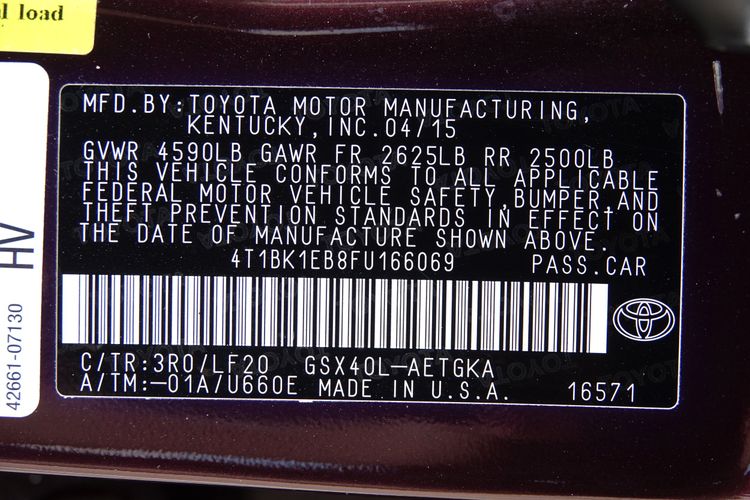 l load
MFD.BY:TOYOTA MOTOR MANUFACTURING,
KENTUCKY,INC.04/15
GVWR 4590LB GAWR FR 2625LB RR 2500LB
THIS VEHICLE CONFORMS TO ALL APPLICABLE
FEDERAL MOTOR VEHICLE SAFETY,BUMPER,AND
THEFT PREVENTION STANDARDS IN EFFECT ON
THE DATE OF MANUFACTURE SHOWN ABOVE.
4T1BK1EB8FU166069 PASS.CAR
C/TR:3R0/LF20 GSX40L-AETGKA
A/TM:-01A/U660E MADE IN U.S.A. 16571
HV
42661-07130